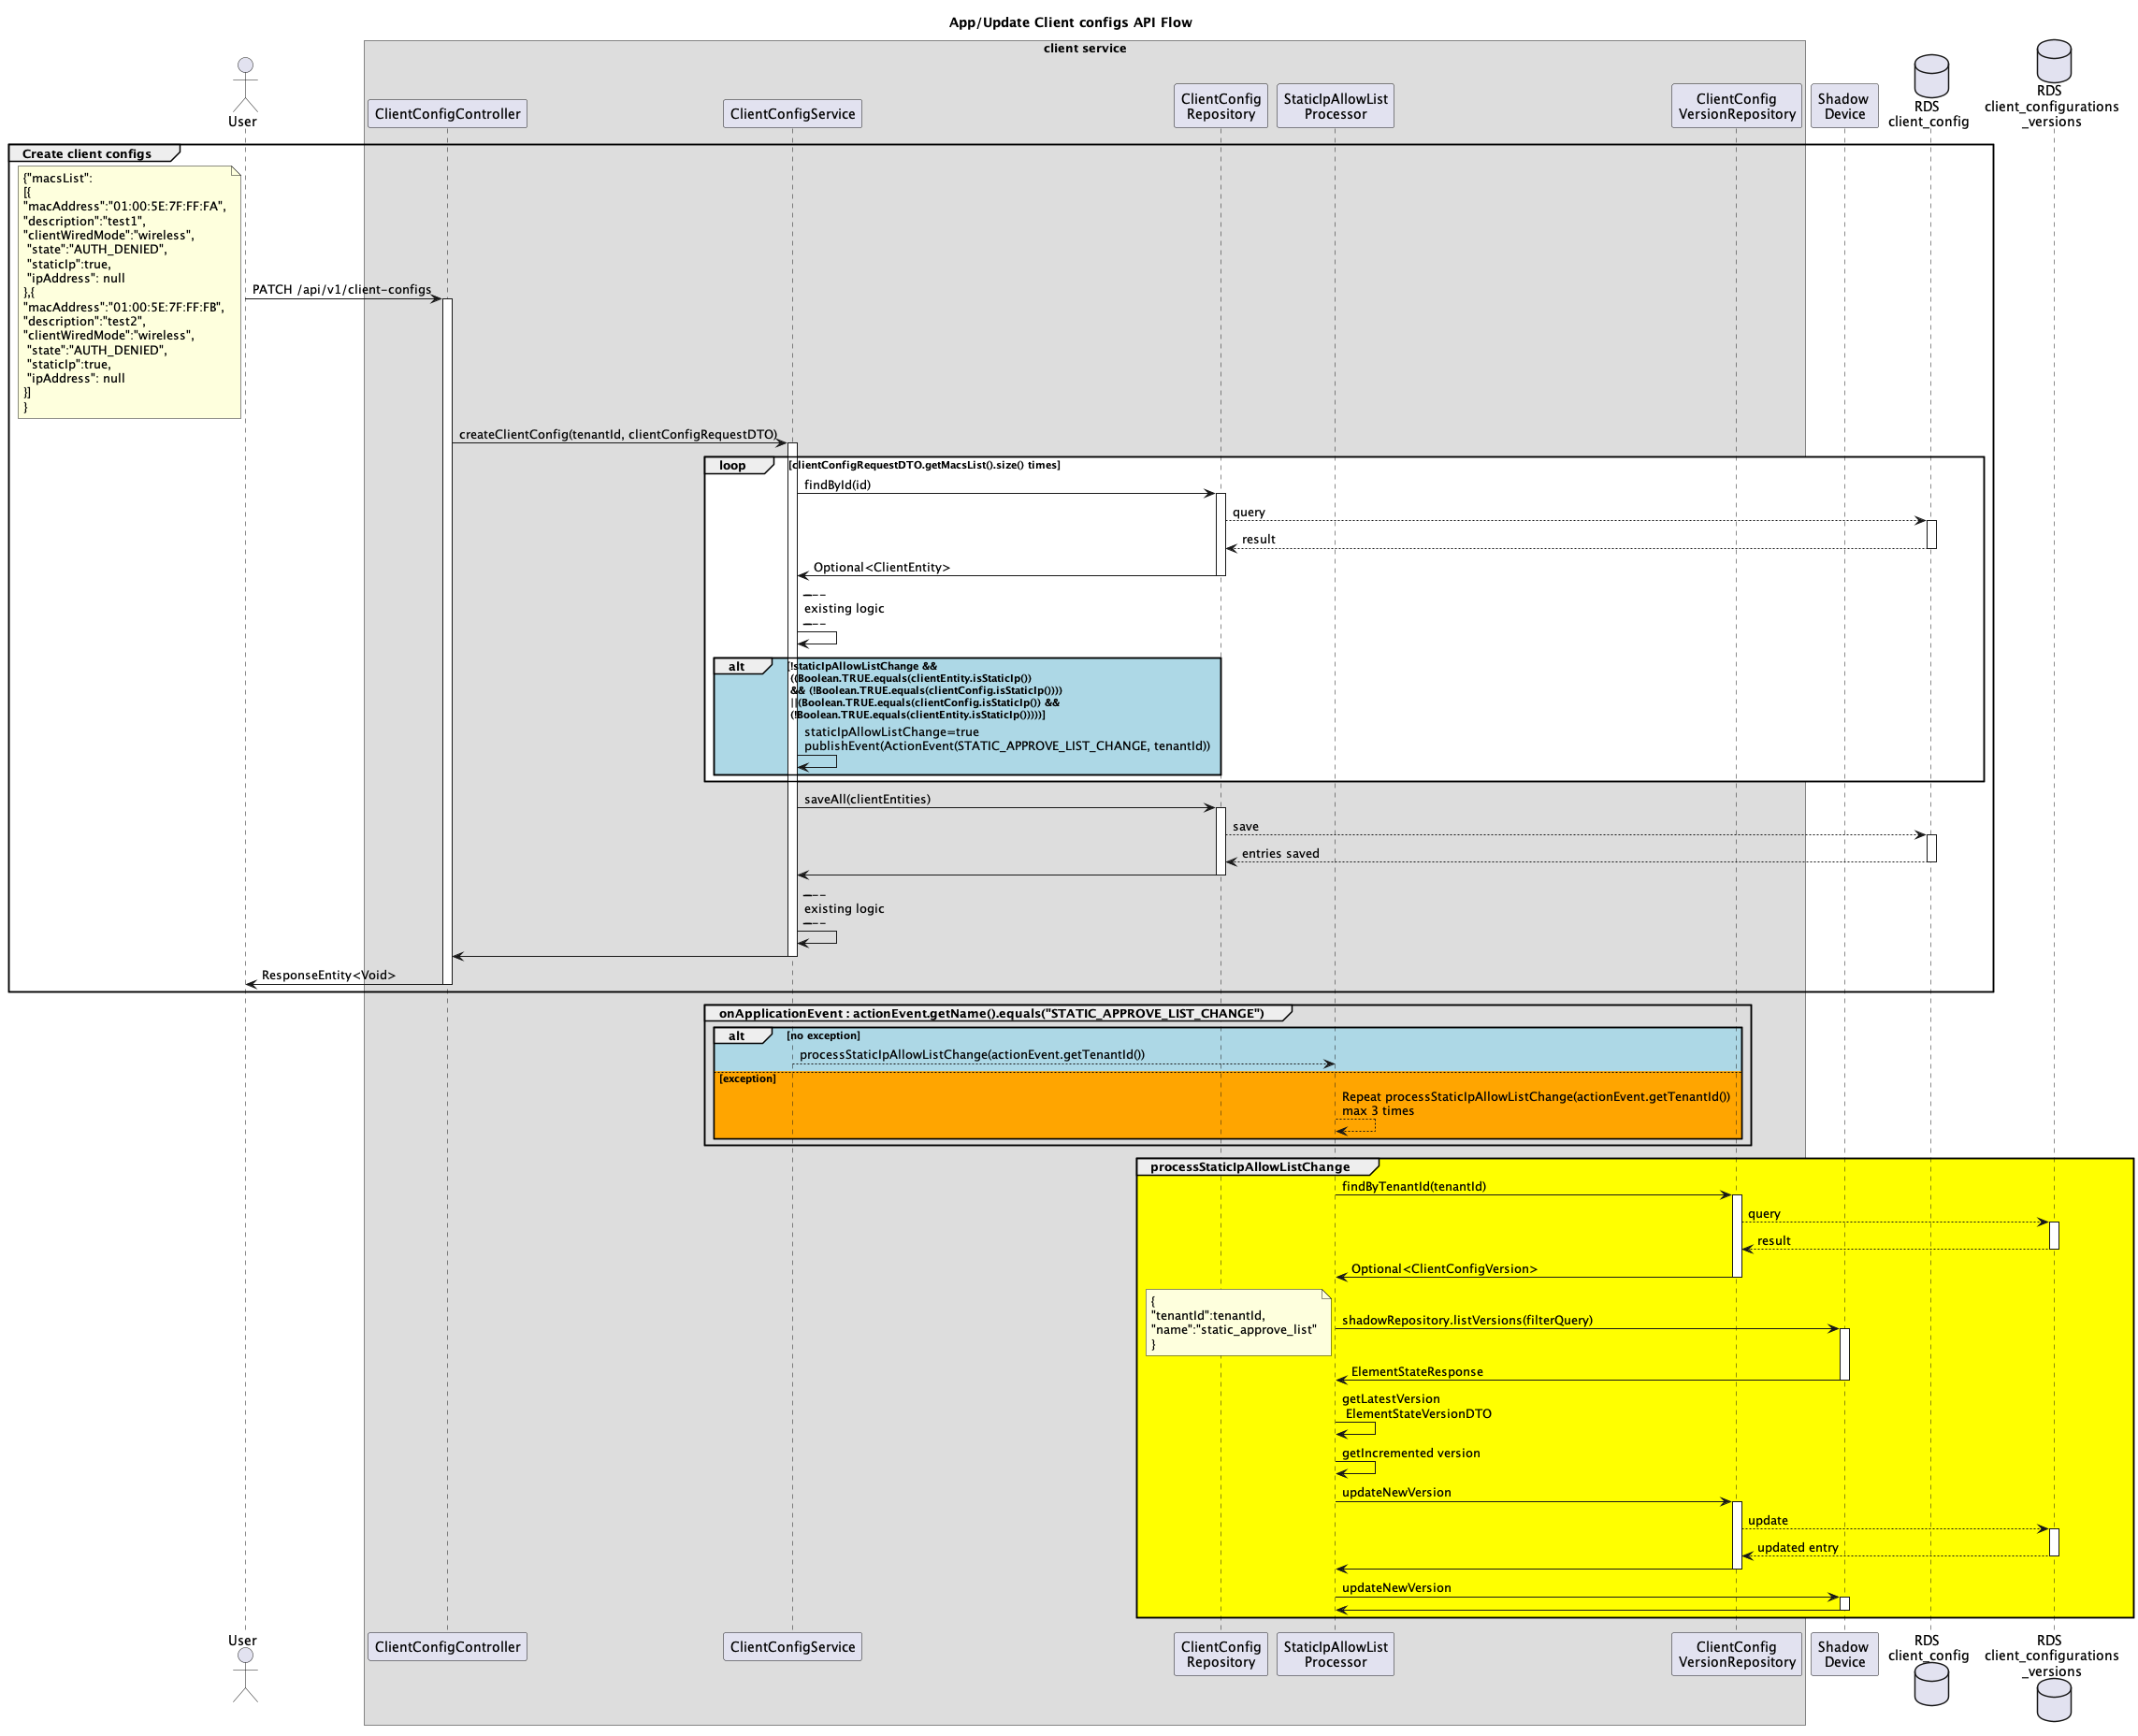 App/Update Client configs API Flow
client service
User
ClientConfigController
ClientConfigService
ClientConfig
Repository
StaticIpAllowList
Processor
ClientConfig
VersionRepository
Shadow
Device
RDS
client_config
RDS
client_configurations
_versions
Create client configs
{"macsList":
[{
"macAddress":"01:00:5E:7F:FF:FA",
"description":"test1",
"clientWiredMode":"wireless",
"state":"AUTH_DENIED",
"staticIp":true,
"ipAddress": null
},{
"macAddress":"01:00:5E:7F:FF:FB",
"description":"test2",
"clientWiredMode":"wireless",
"state":"AUTH_DENIED",
"staticIp":true,
"ipAddress": null
}]
}
PATCH /api/v1/client-configs
createClientConfig(tenantId, clientConfigRequestDTO)
loop
[clientConfigRequestDTO.getMacsList().size() times]
findById(id)
query
result
Optional<ClientEntity>
existing logic
alt
[!staticIpAllowListChange &&
((Boolean.TRUE.equals(clientEntity.isStaticIp())
&& (!Boolean.TRUE.equals(clientConfig.isStaticIp())))
||(Boolean.TRUE.equals(clientConfig.isStaticIp()) &&
(!Boolean.TRUE.equals(clientEntity.isStaticIp()))))]
staticIpAllowListChange=true
publishEvent(ActionEvent(STATIC_APPROVE_LIST_CHANGE, tenantId))
saveAll(clientEntities)
save
entries saved
existing logic
ResponseEntity<Void>
onApplicationEvent : actionEvent.getName().equals("STATIC_APPROVE_LIST_CHANGE")
alt
[no exception]
processStaticIpAllowListChange(actionEvent.getTenantId())
[exception]
Repeat processStaticIpAllowListChange(actionEvent.getTenantId())
max 3 times
processStaticIpAllowListChange
findByTenantId(tenantId)
query
result
Optional<ClientConfigVersion>
{
"tenantId":tenantId,
"name":"static_approve_list"
}
shadowRepository.listVersions(filterQuery)
ElementStateResponse
getLatestVersion
ElementStateVersionDTO
getIncremented version
updateNewVersion
update
updated entry
updateNewVersion
User
ClientConfigController
ClientConfigService
ClientConfig
Repository
StaticIpAllowList
Processor
ClientConfig
VersionRepository
Shadow
Device
RDS
client_config
RDS
client_configurations
_versions